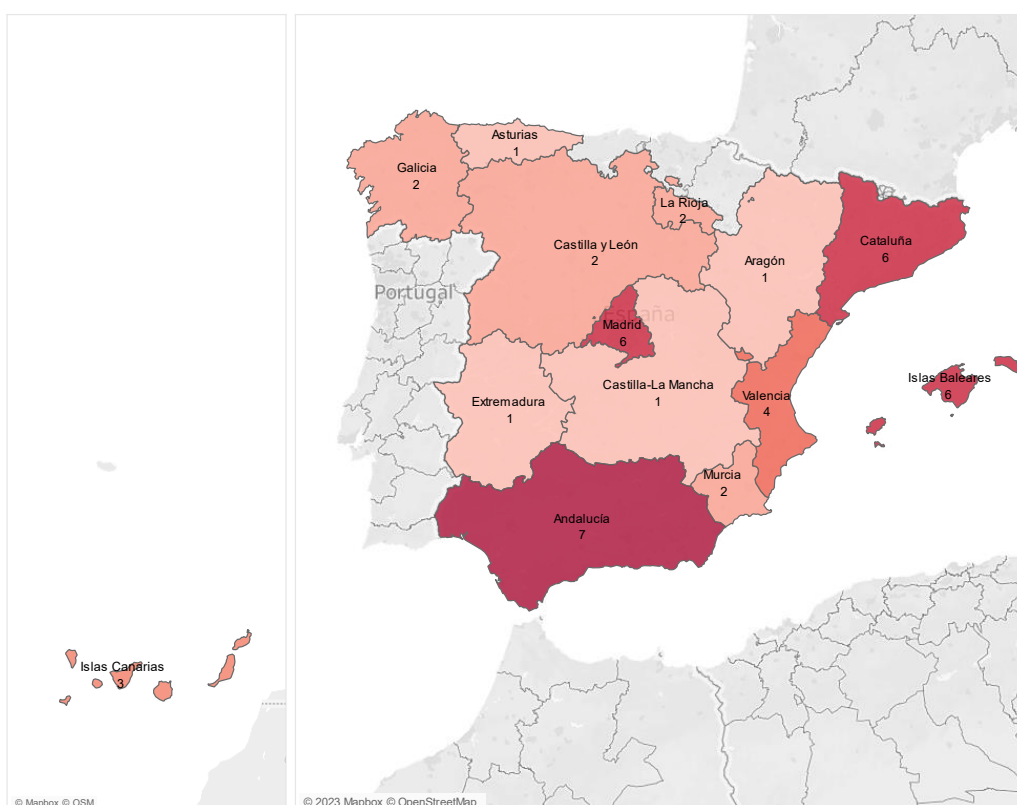 Asturias
1
Galicia
2
La Rioja
2
Castilla y León
2
Cataluña
6
Aragón
1
Portugal
España
Madrid
6
Islas Baleares
6
Castilla-La Mancha
1
Extremadura
1
Valencia
4
Murcia
2
Andalucía
7
Islas Canarias
3
© Mapbox © OSM
© 2023 Mapbox © OpenStreetMap